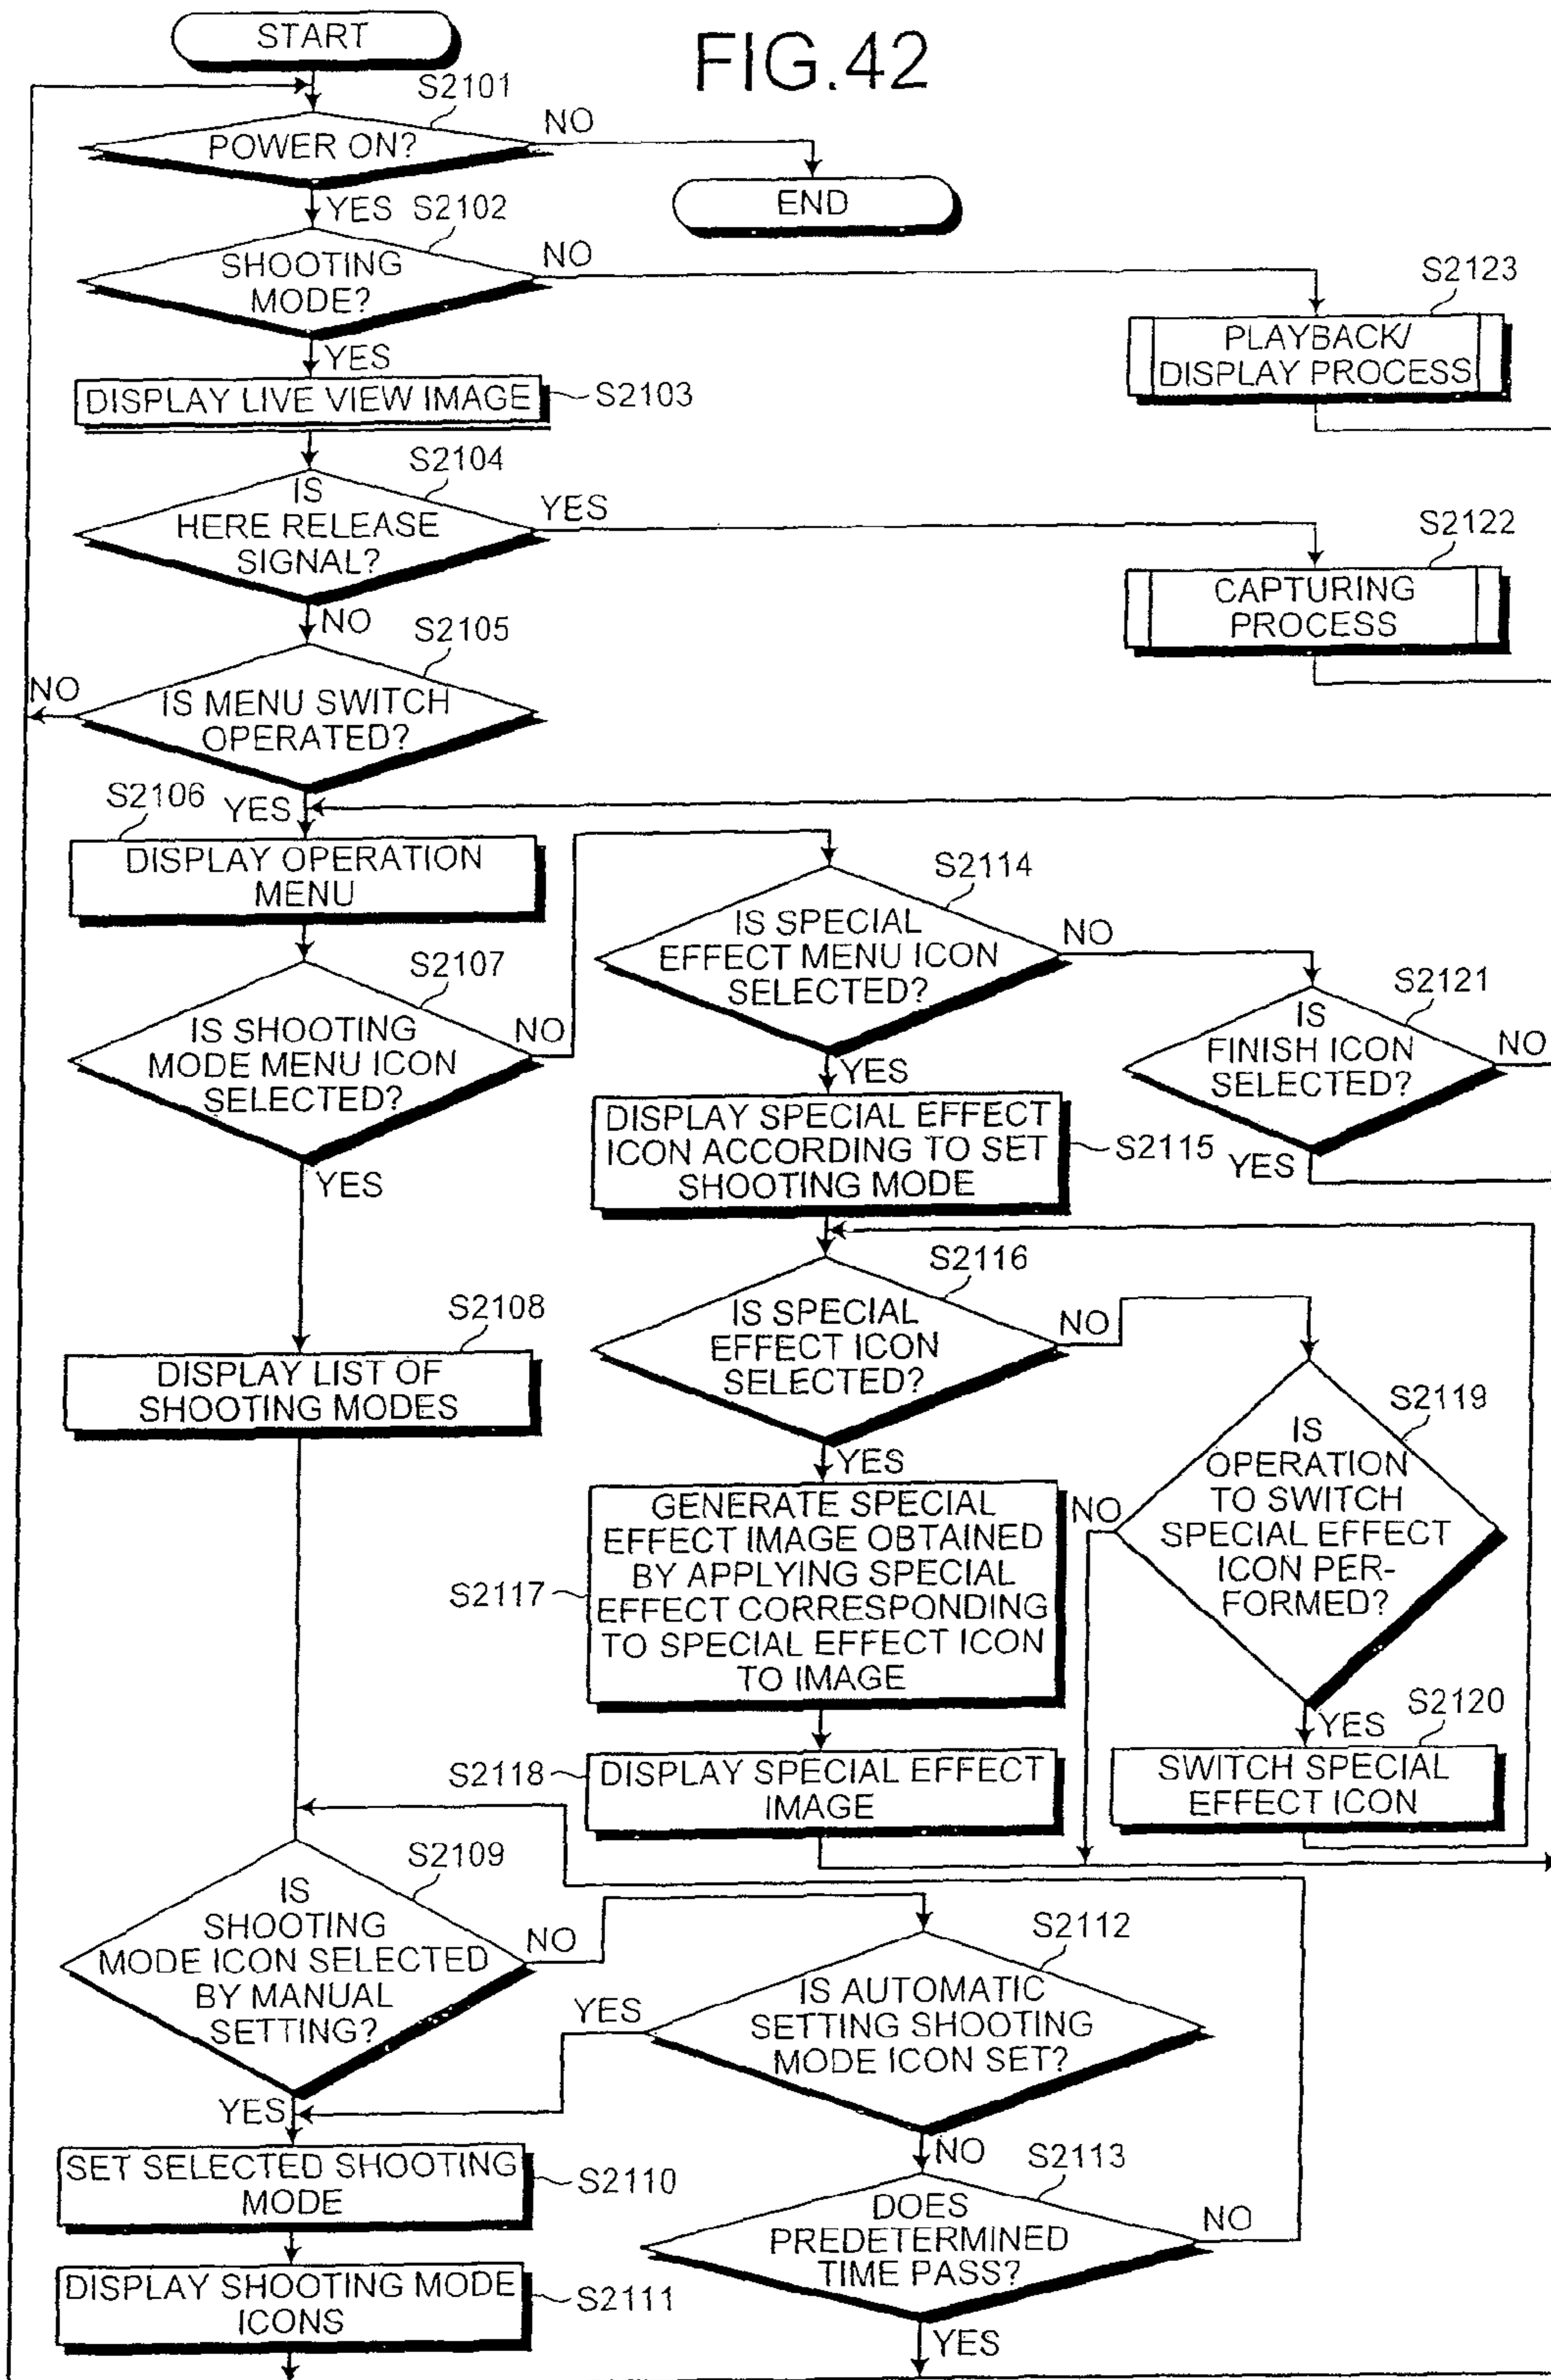 FIG.42
START
S2101
POWER ON?
NO
END
YES
S2102
SHOOTING
MODE?
NO
S2123
PLAYBACK/
DISPLAY PROCESS
YES
DISPLAY LIVE VIEW IMAGE
S2103
S2104
IS
HERE RELEASE
SIGNAL?
YES
S2122
CAPTURING
PROCESS
NO
S2105
IS MENU SWITCH
OPERATED?
NO
YES
S2106
DISPLAY OPERATION
MENU
S2107
IS SHOOTING
MODE MENU ICON
SELECTED?
NO
YES
S2114
IS SPECIAL
EFFECT MENU ICON
SELECTED?
NO
YES
S2121
IS
FINISH ICON
SELECTED?
NO
YES
DISPLAY SPECIAL EFFECT
ICON ACCORDING TO SET
SHOOTING MODE
S2115
S2116
IS SPECIAL
EFFECT ICON
SELECTED?
NO
YES
S2108
DISPLAY LIST OF
SHOOTING MODES
S2119
IS
OPERATION
TO SWITCH
SPECIAL EFFECT
ICON PER-
FORMED?
NO
YES
S2117
GENERATE SPECIAL
EFFECT IMAGE OBTAINED
BY APPLYING SPECIAL
EFFECT CORRESPONDING
TO SPECIAL EFFECT ICON
TO IMAGE
S2118
DISPLAY SPECIAL EFFECT
IMAGE
S2120
SWITCH SPECIAL
EFFECT ICON
S2109
IS
SHOOTING
MODE ICON SELECTED
BY MANUAL
SETTING?
NO
YES
S2112
IS AUTOMATIC
SETTING SHOOTING
MODE ICON SET?
YES
NO
SET SELECTED SHOOTING
MODE
S2110
S2113
DOES
PREDETERMINED
TIME PASS?
NO
YES
DISPLAY SHOOTING MODE
ICONS
S2111